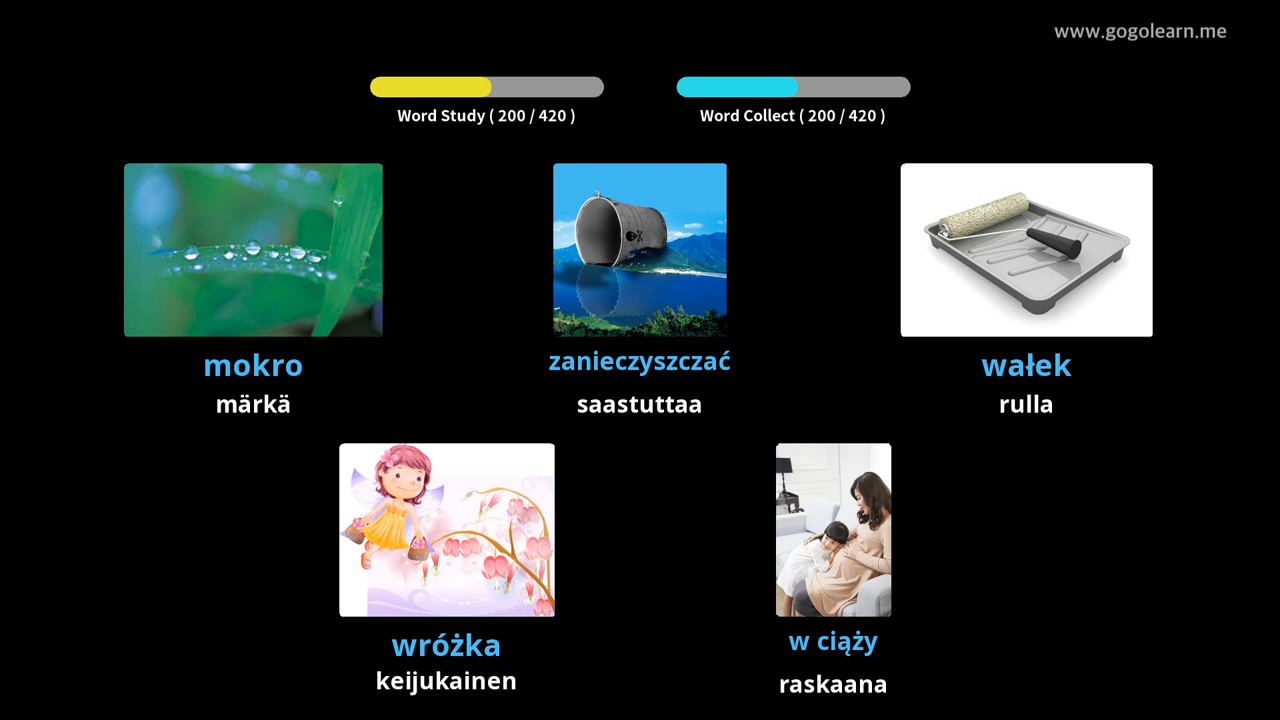 www.gogolearn.me
Word Study ( 200 / 420 )
Word Collect ( 200 / 420 )
mokro
märkä
zanieczyszczać
saastuttaa
wałek
rulla
wróżka
keijukainen
w ciąży
raskaana